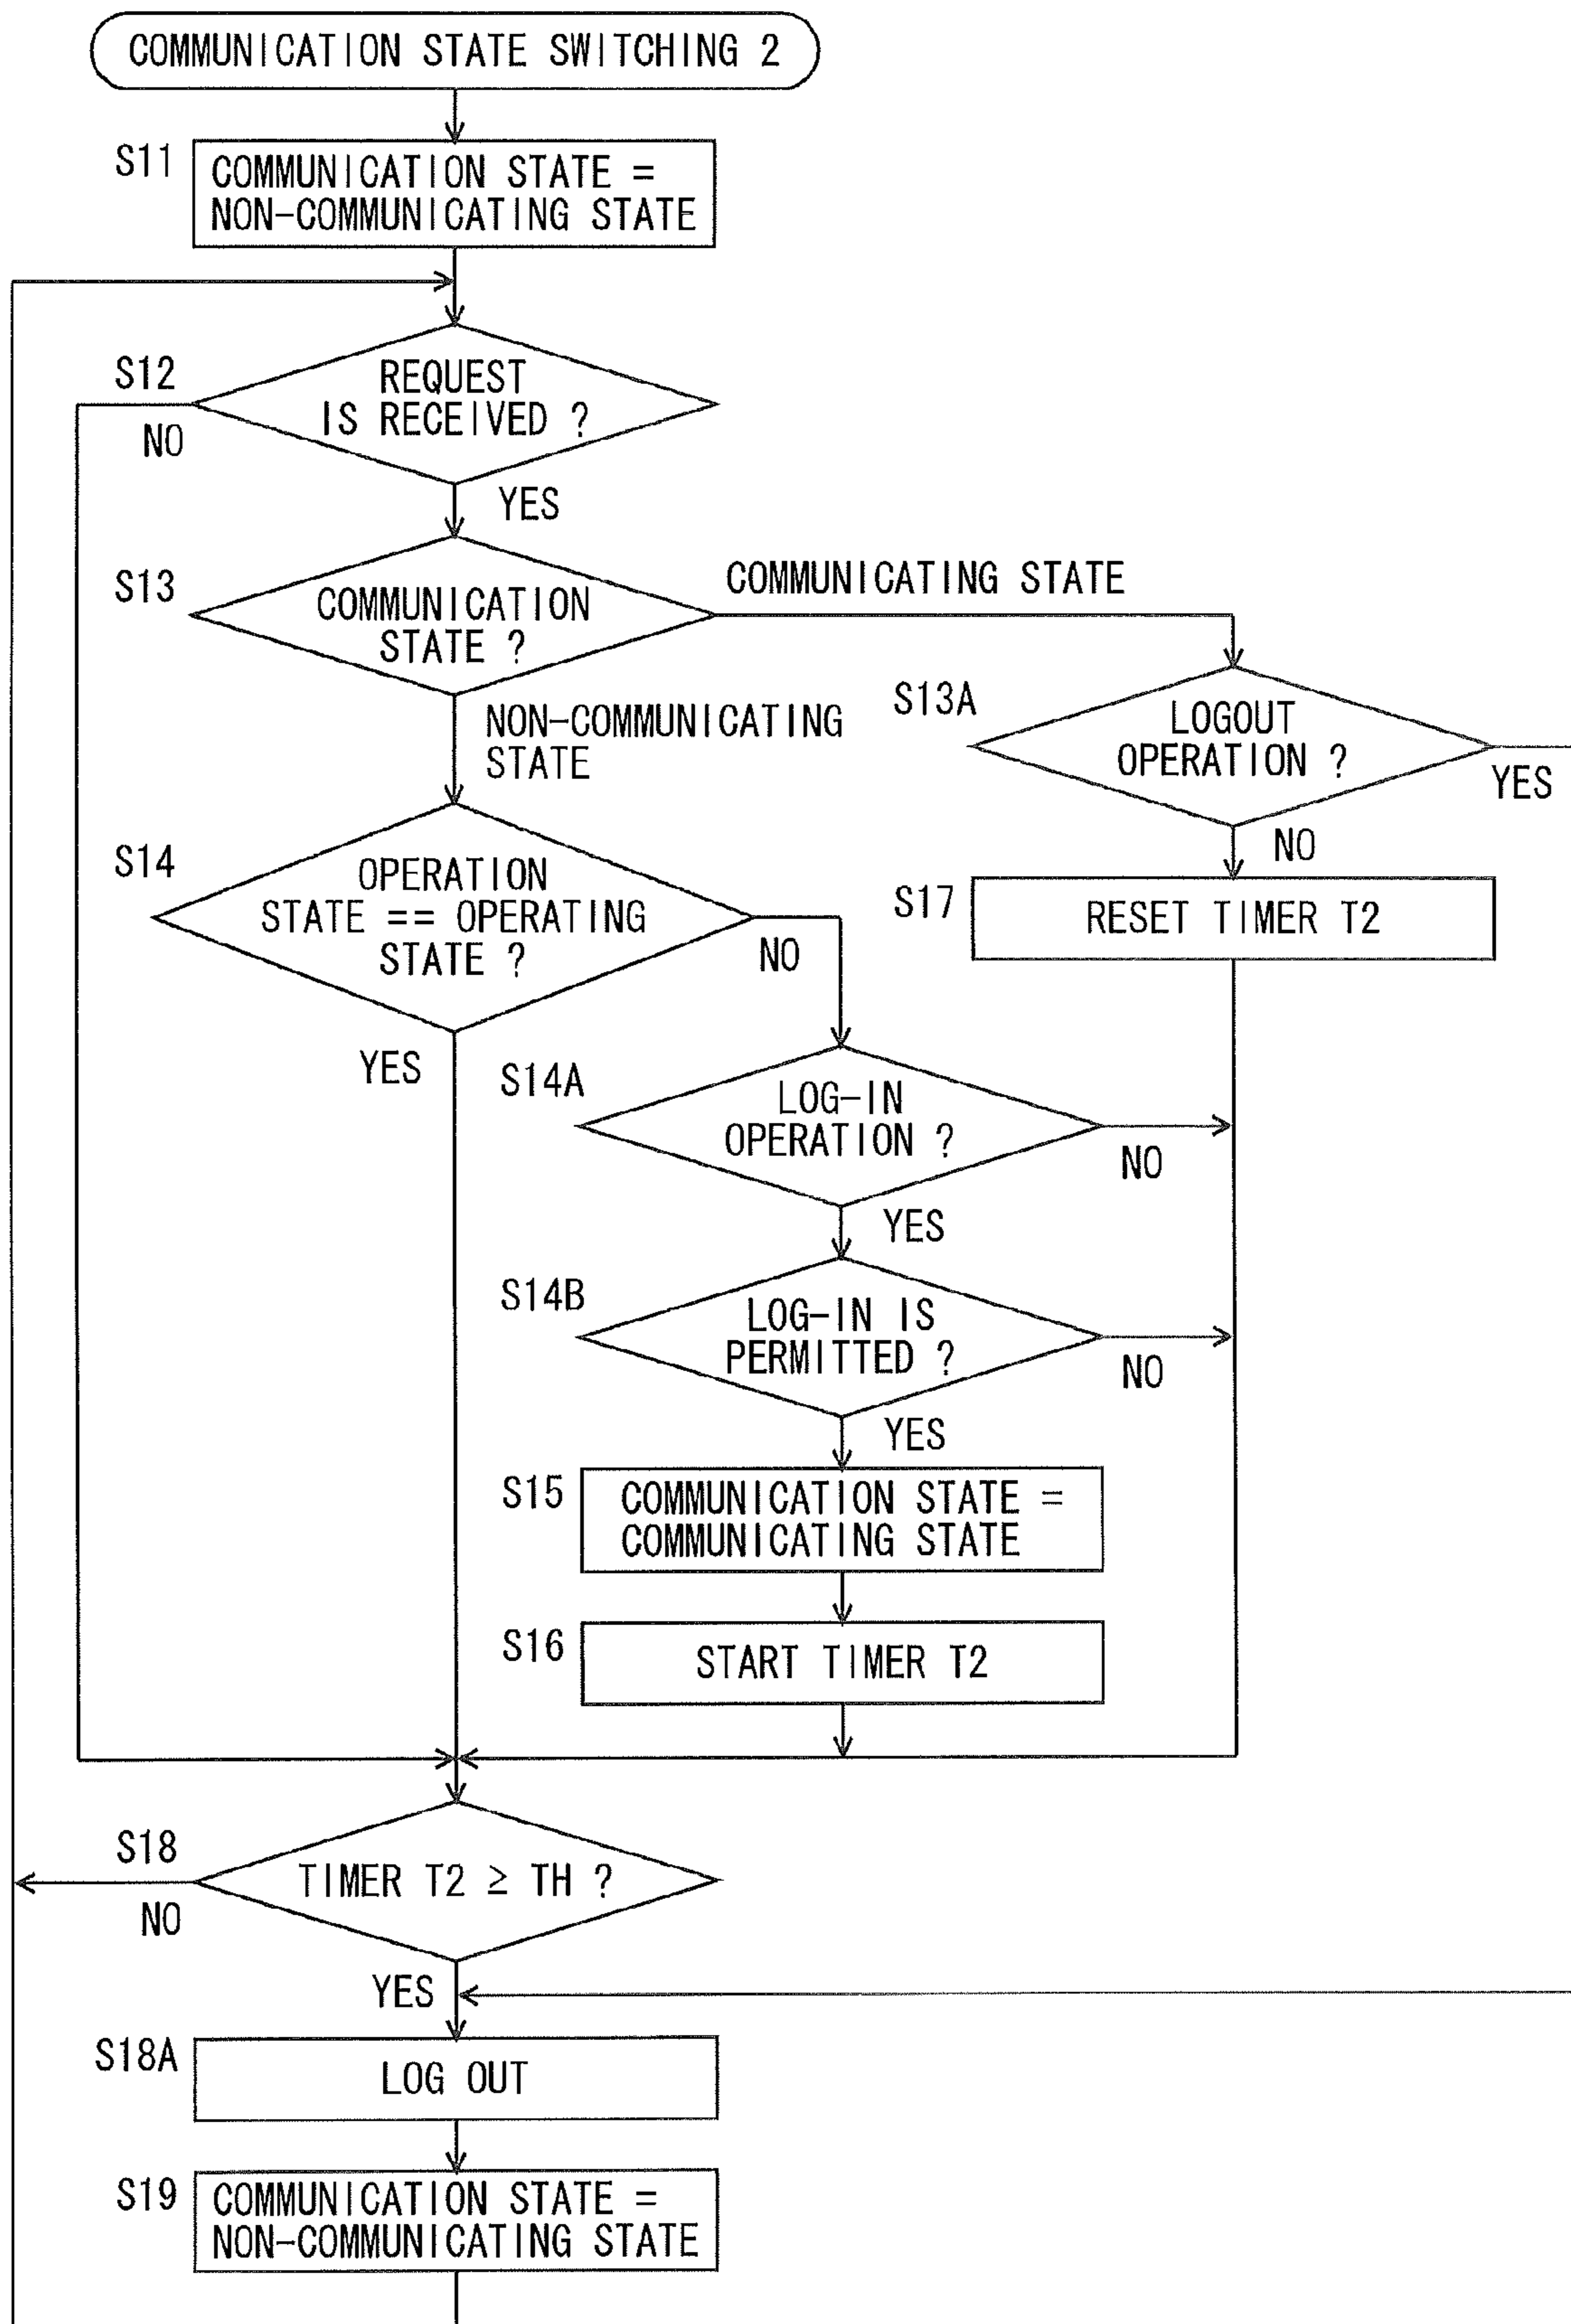 COMMUNICATION STATE SWITCHING 2
S11
COMMUNICATION STATE =
NON-COMMUNICATING STATE
S12
REQUEST
IS RECEIVED ?
NO
YES
S13
COMMUNICATION
STATE ?
COMMUNICATING STATE
NON-COMMUNICATING
STATE
S13A
LOGOUT
OPERATION ?
YES
NO
S14
OPERATION
STATE == OPERATING
STATE ?
NO
YES
S17
RESET TIMER T2
S14A
LOG-IN
OPERATION ?
NO
YES
S14B
LOG-IN IS
PERMITTED ?
NO
YES
S15
COMMUNICATION STATE =
COMMUNICATING STATE
S16
START TIMER T2
S18
TIMER T2 ≥ TH ?
NO
YES
S18A
LOG OUT
S19
COMMUNICATION STATE =
NON-COMMUNICATING STATE